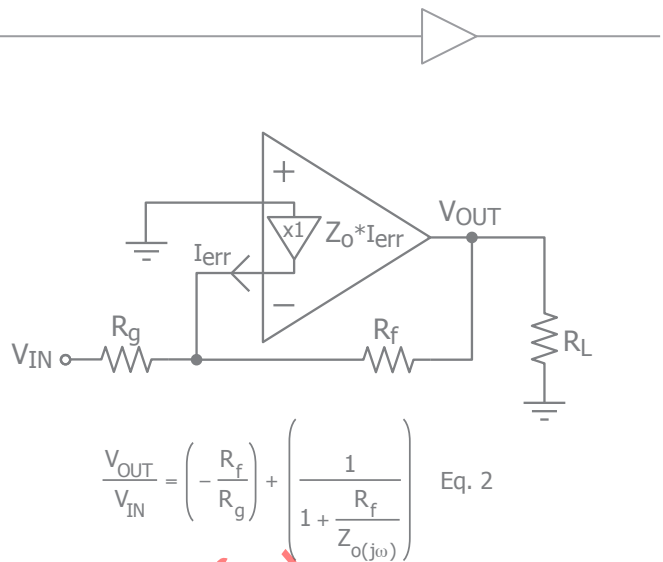 +
x1
Zo*Ierr
VOUT
Ierr
−
Rg
Rf
VIN
RL
VOUT / VIN = ( − Rf / Rg ) + ( 1 / ( 1 + Rf / Zo(jω) ) ) Eq. 2